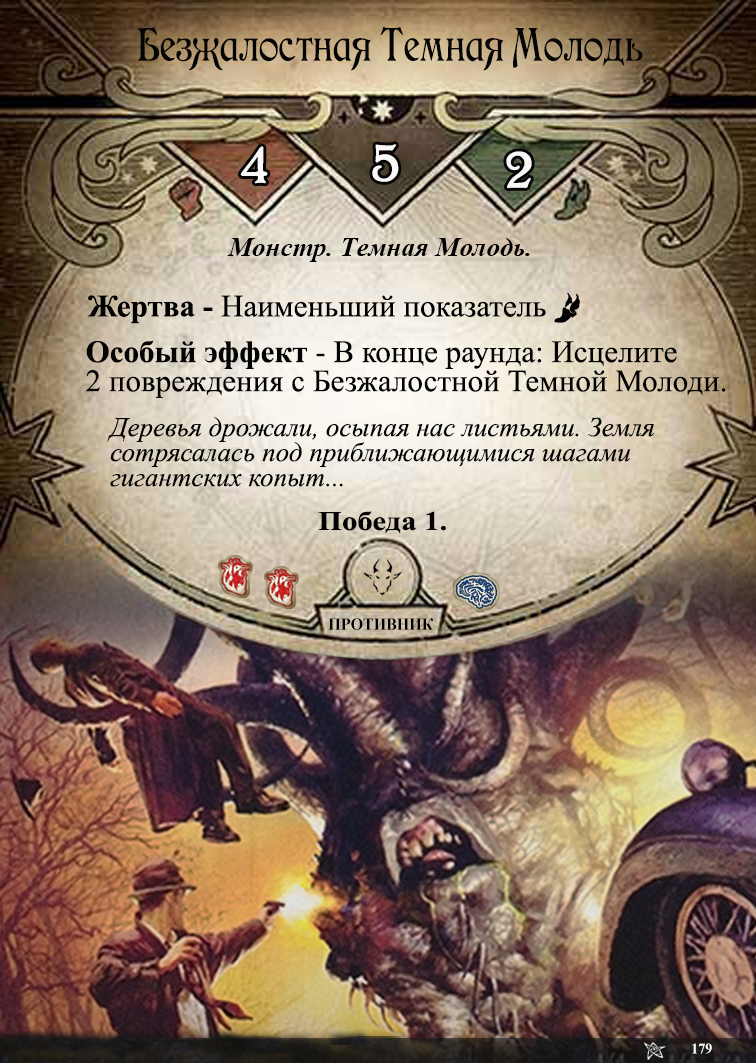 Безжалостная Темная Молодь
4 5 2
Монстр. Темная Молодь.
Жертва - Наименьший показатель
Особый эффект - В конце раунда: Исцелите
2 повреждения с Безжалостной Темной Молоди.
Деревья дрожали, осыпая нас листьями. Земля
сотрясалась под приближающимися шагами
гигантских копыт...
Победа 1.
ПРОТИВНИК
179